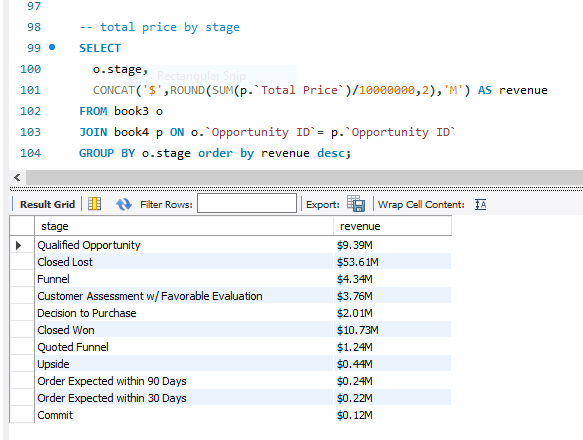 97
98 -- total price by stage
99 SELECT
100 o.stage,
Rectangular Snip
101 CONCAT('$',ROUND(SUM(p.`Total Price`)/10000000,2),'M') AS revenue
102 FROM book3 o
103 JOIN book4 p ON o.`Opportunity ID`= p.`Opportunity ID`
104 GROUP BY o.stage order by revenue desc;
Result Grid Filter Rows: Export: Wrap Cell Content: IA
stage revenue
Qualified Opportunity $9.39M
Closed Lost $53.61M
Funnel $4.34M
Customer Assessment w/ Favorable Evaluation $3.76M
Decision to Purchase $2.01M
Closed Won $10.73M
Quoted Funnel $1.24M
Upside $0.44M
Order Expected within 90 Days $0.24M
Order Expected within 30 Days $0.22M
Commit $0.12M